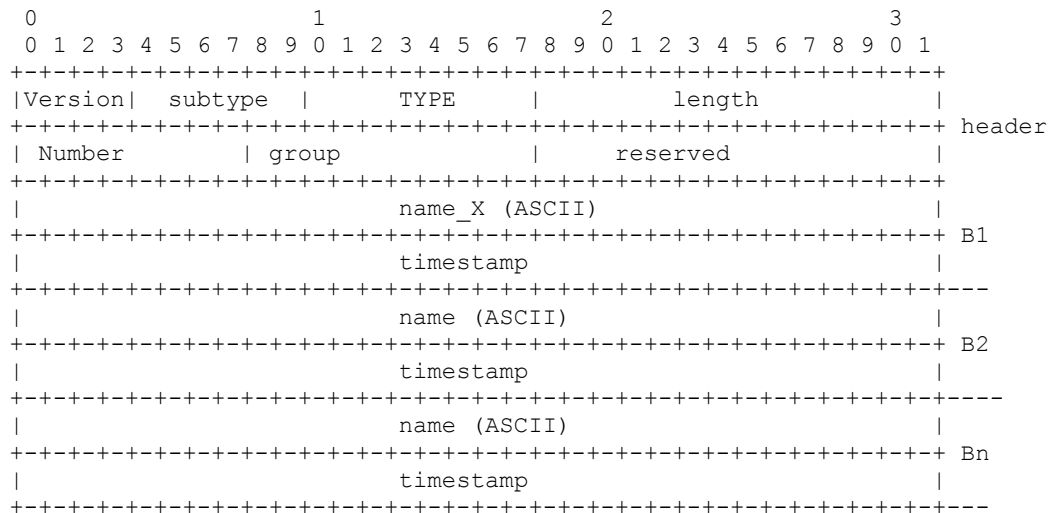 0                   1                   2                   3
 0 1 2 3 4 5 6 7 8 9 0 1 2 3 4 5 6 7 8 9 0 1 2 3 4 5 6 7 8 9 0 1
+-+-+-+-+-+-+-+-+-+-+-+-+-+-+-+-+-+-+-+-+-+-+-+-+-+-+-+-+-+-+-+-+
|Version|  subtype  |      TYPE     |         length            |
+-+-+-+-+-+-+-+-+-+-+-+-+-+-+-+-+-+-+-+-+-+-+-+-+-+-+-+-+-+-+-+-+ header
| Number        | group             |     reserved              |
+-+-+-+-+-+-+-+-+-+-+-+-+-+-+-+-+-+-+-+-+-+-+-+-+-+-+-+-+-+-+-+-+
|                          name_X (ASCII)                       |
+-+-+-+-+-+-+-+-+-+-+-+-+-+-+-+-+-+-+-+-+-+-+-+-+-+-+-+-+-+-+-+-+ B1
|                          timestamp                            |
+-+-+-+-+-+-+-+-+-+-+-+-+-+-+-+-+-+-+-+-+-+-+-+-+-+-+-+-+-+-+-+-+---
|                          name (ASCII)                         |
+-+-+-+-+-+-+-+-+-+-+-+-+-+-+-+-+-+-+-+-+-+-+-+-+-+-+-+-+-+-+-+-+ B2
|                          timestamp                            |
+-+-+-+-+-+-+-+-+-+-+-+-+-+-+-+-+-+-+-+-+-+-+-+-+-+-+-+-+-+-+-+-+----
|                          name (ASCII)                         |
+-+-+-+-+-+-+-+-+-+-+-+-+-+-+-+-+-+-+-+-+-+-+-+-+-+-+-+-+-+-+-+-+ Bn
|                          timestamp                            |
+-+-+-+-+-+-+-+-+-+-+-+-+-+-+-+-+-+-+-+-+-+-+-+-+-+-+-+-+-+-+-+-+---